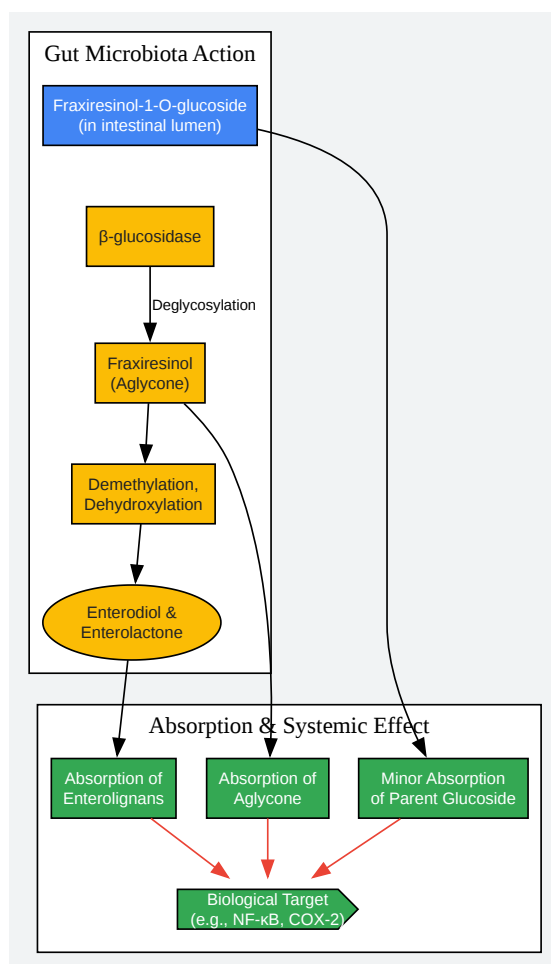 Gut Microbiota Action
Fraxiresinol-1-O-glucoside
(in intestinal lumen)
β-glucosidase
Deglycosylation
Fraxiresinol
(Aglycone)
Demethylation,
Dehydroxylation
Enterodiol &
Enterolactone
Absorption & Systemic Effect
Absorption of
Enterolignans
Absorption of
Aglycone
Minor Absorption
of Parent Glucoside
Biological Target
(e.g., NF-κB, COX-2)